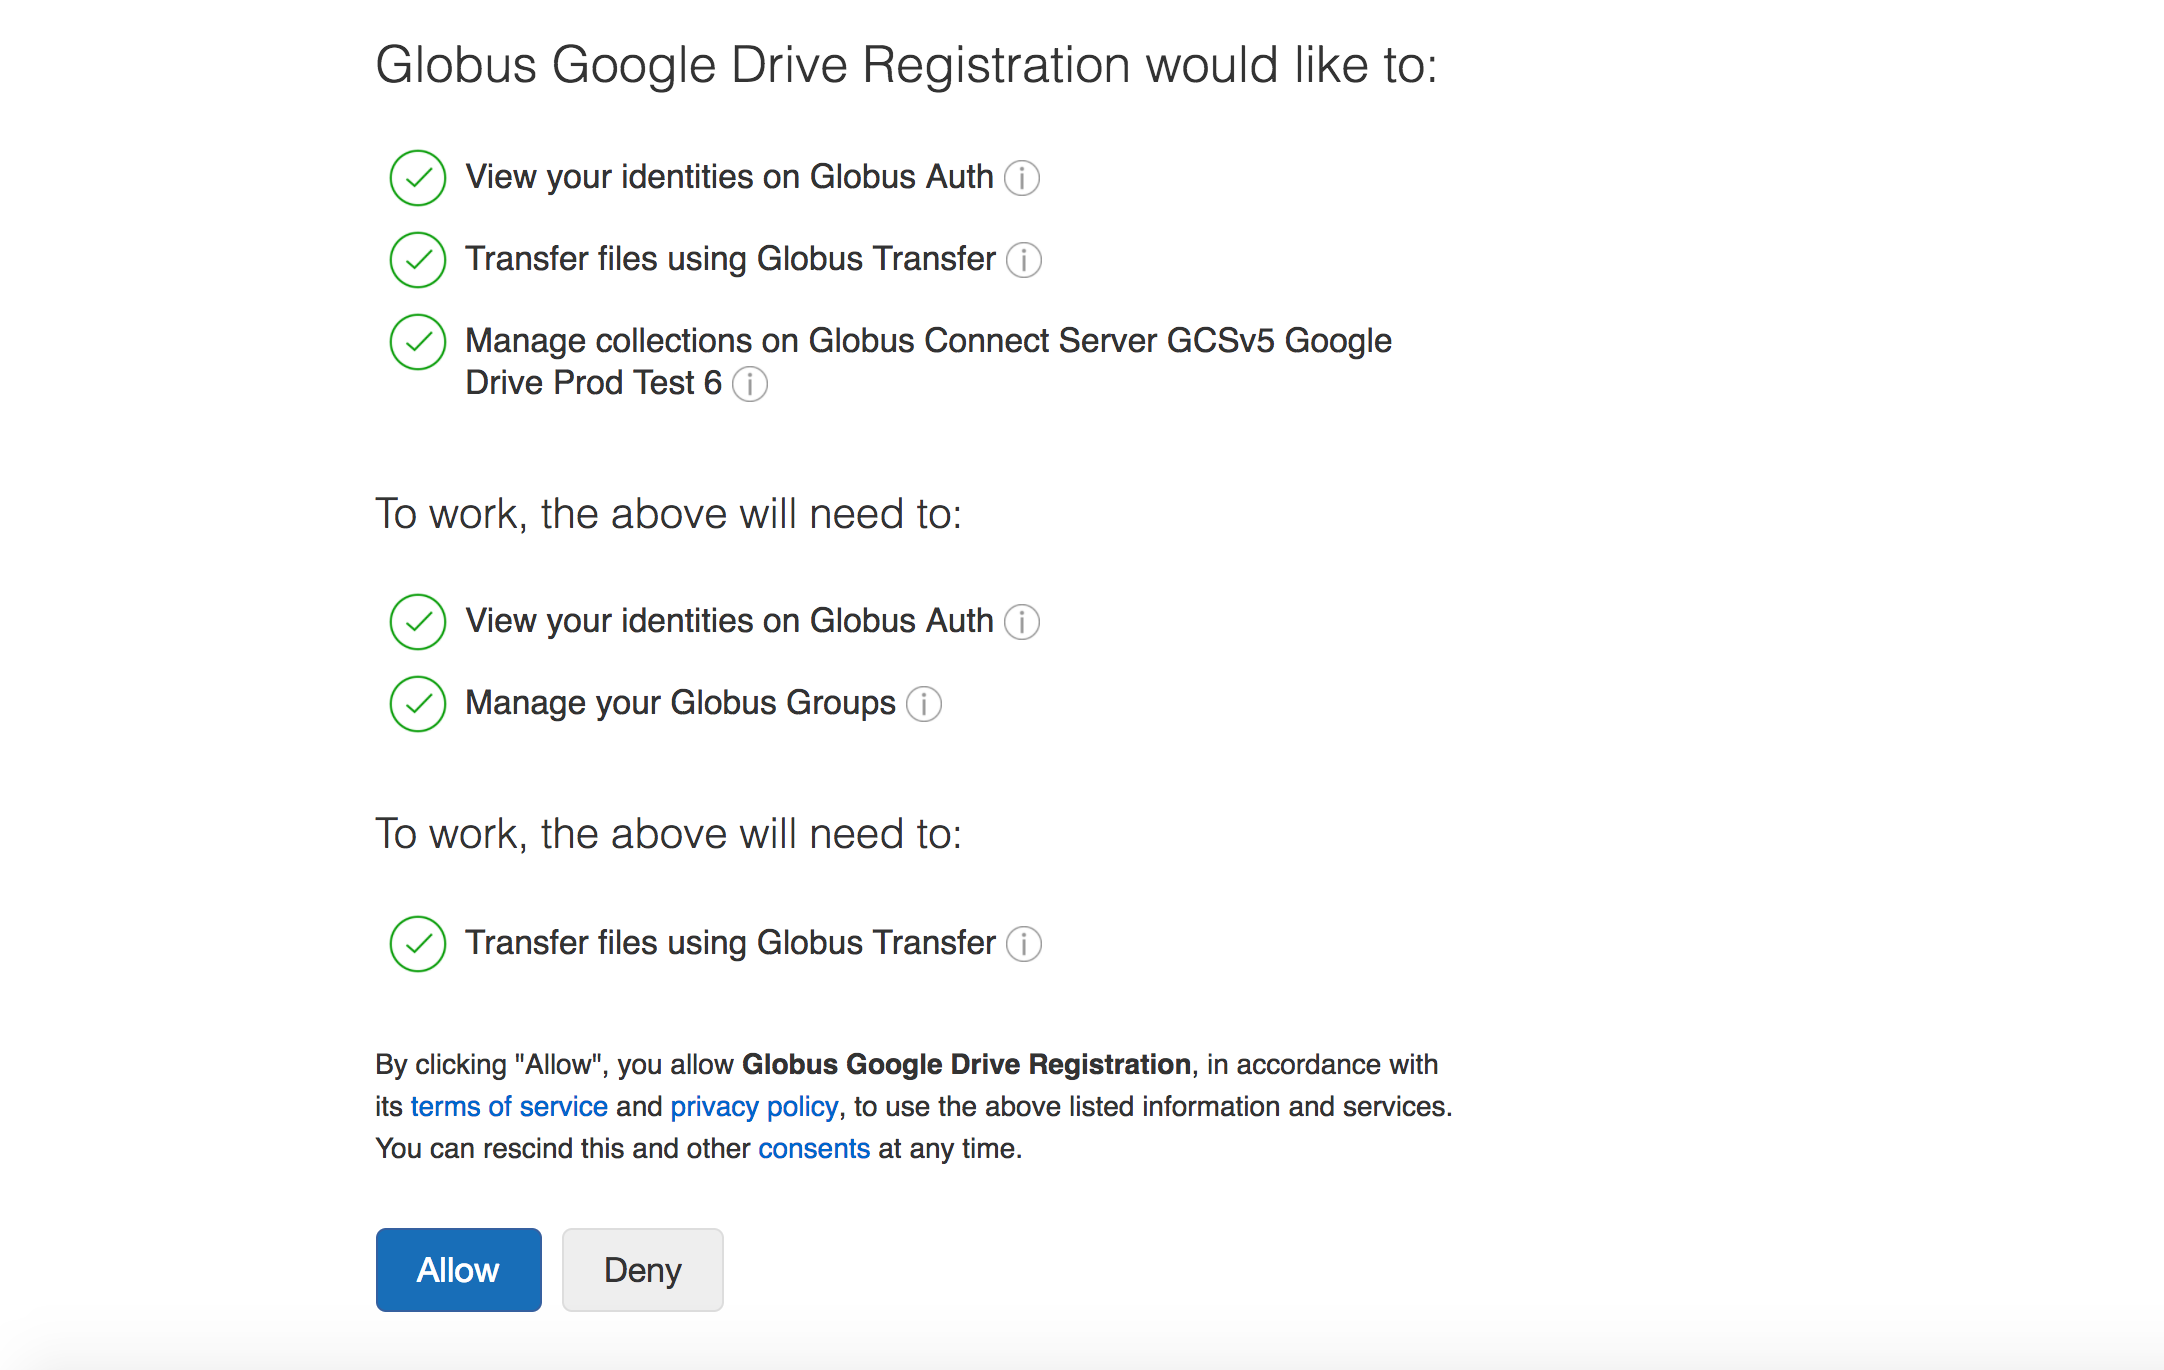 Globus Google Drive Registration would like to:
View your identities on Globus Auth
Transfer files using Globus Transfer
Manage collections on Globus Connect Server GCSv5 Google
Drive Prod Test 6
To work, the above will need to:
View your identities on Globus Auth
Manage your Globus Groups
To work, the above will need to:
Transfer files using Globus Transfer
By clicking "Allow", you allow Globus Google Drive Registration, in accordance with
its terms of service and privacy policy, to use the above listed information and services.
You can rescind this and other consents at any time.
Allow Deny